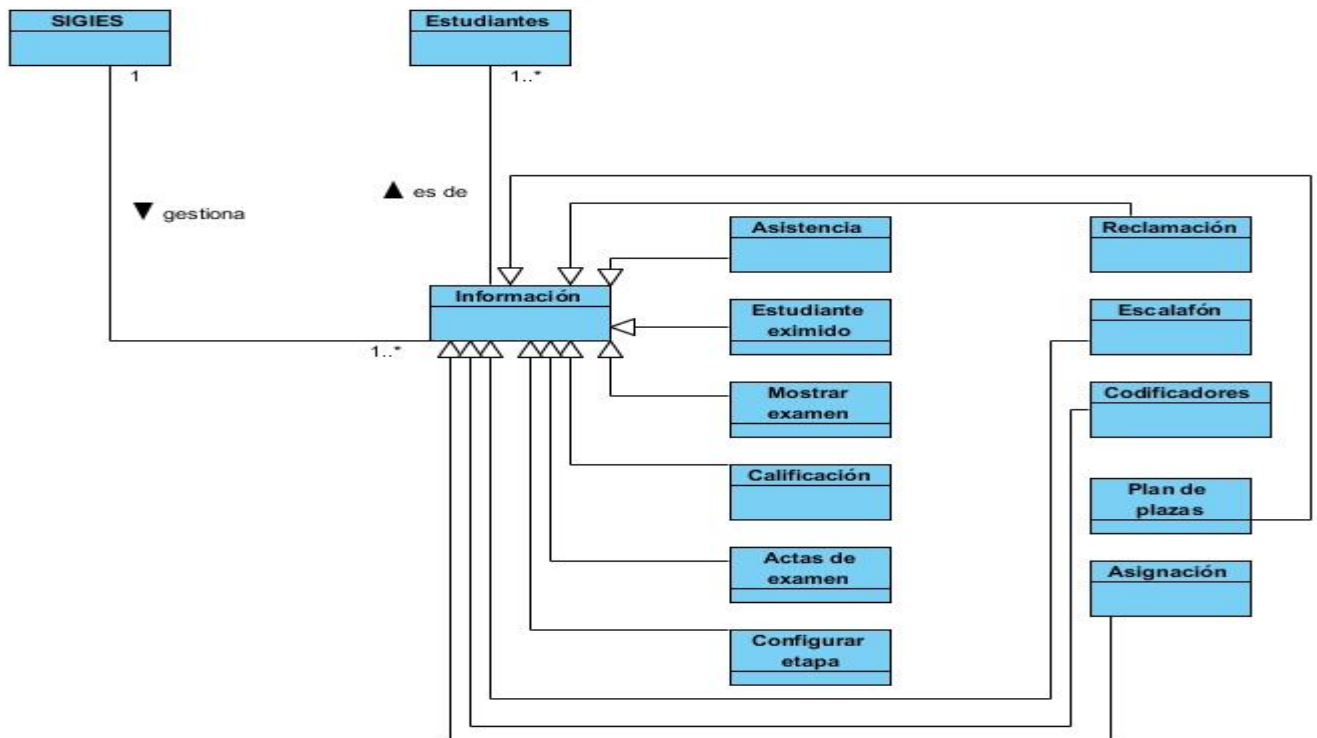 SIGIES
Estudiantes
1
1..*
es de
gestiona
Asistencia
Reclamación
Información
Estudiante
eximido
Escalafón
1..*
Mostrar
examen
Codificadores
Calificación
Plan de
plazas
Actas de
examen
Asignación
Configurar
etapa